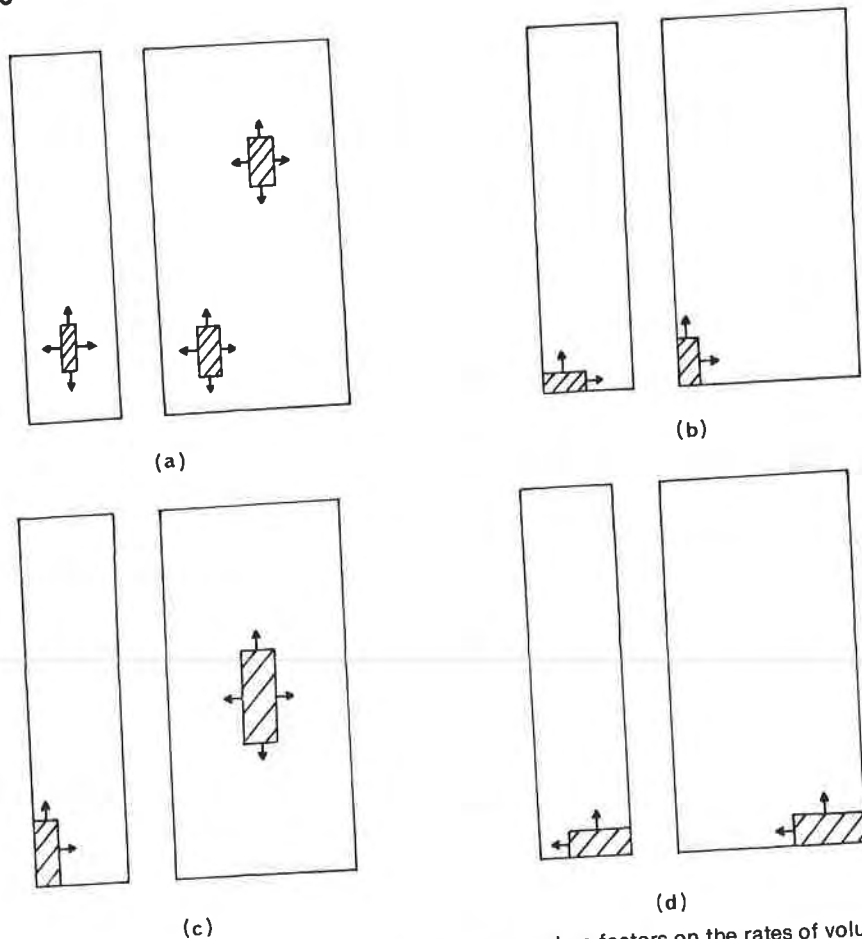 (a)
(b)
(c)
(d)
factors on the rates of volu